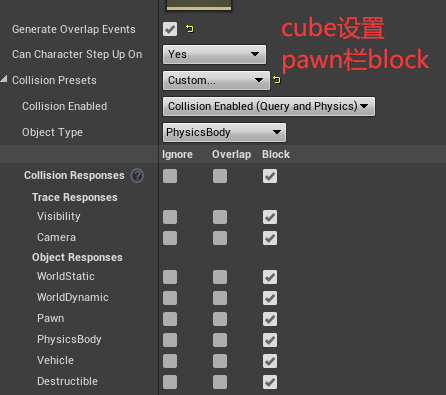 Generate Overlap Events
cube设置
Can Character Step Up On Yes
pawn栏block
Collision Presets Custom...
Collision Enabled Collision Enabled (Query and Physics)
Object Type PhysicsBody
Ignore Overlap Block
Collision Responses ?
Trace Responses
Visibility
Camera
Object Responses
WorldStatic
WorldDynamic
Pawn
PhysicsBody
Vehicle
Destructible